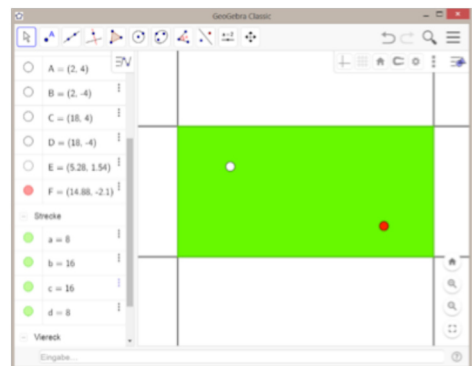 GeoGebra Classic
A = (2, 4)
B = (2, -4)
C = (18, 4)
D = (18, -4)
E = (5.28, 1.54)
F = (14.88, -2.1)
Strecke
a = 8
b = 16
c = 16
d = 8
Viereck
Eingabe...